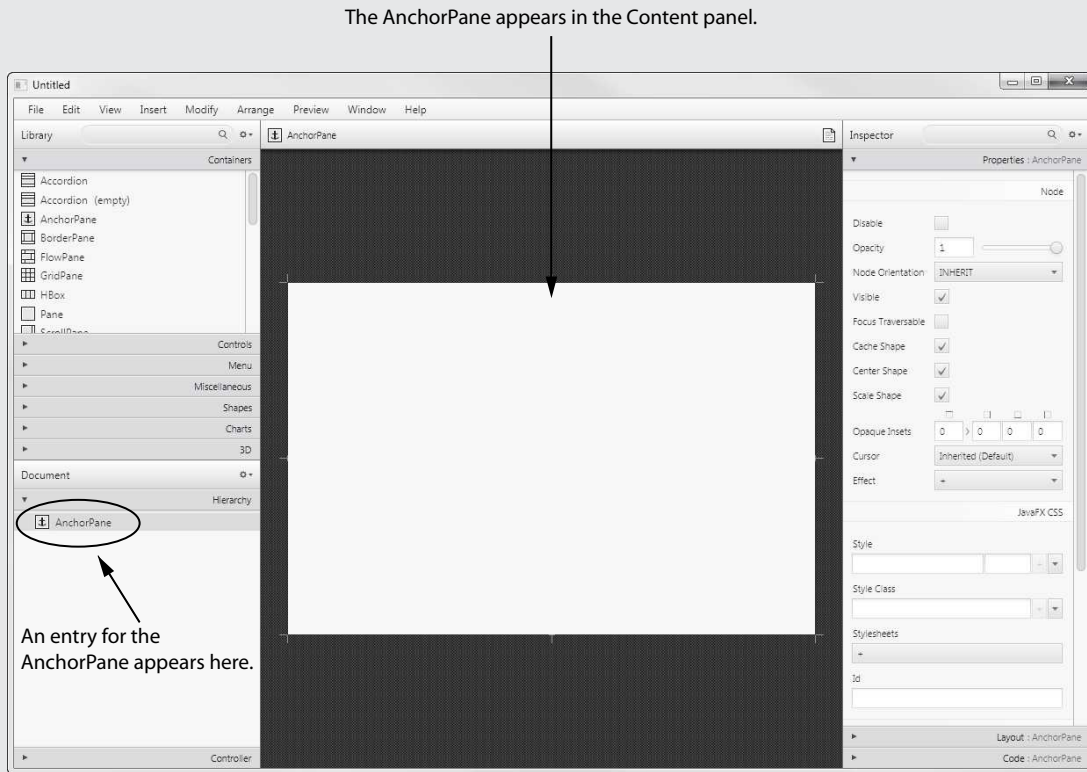 The AnchorPane appears in the Content panel.
Untitled
File Edit View Insert Modify Arrange Preview Window Help
Library
Containers
Accordion
Accordion (empty)
AnchorPane
BorderPane
FlowPane
GridPane
HBox
Pane
ScrollPane
Controls
Menu
Miscellaneous
Shapes
Charts
3D
Document
Hierarchy
AnchorPane
An entry for the
AnchorPane appears here.
Controller
AnchorPane
Inspector
Properties : AnchorPane
Node
Disable
Opacity 1
Node Orientation INHERIT
Visible
Focus Traversable
Cache Shape
Center Shape
Scale Shape
Opaque Insets 0 > 0 0 0
Cursor Inherited (Default)
Effect +
JavaFX CSS
Style
+
Style Class
+
Stylesheets
+
Id
Layout : AnchorPane
Code : AnchorPane